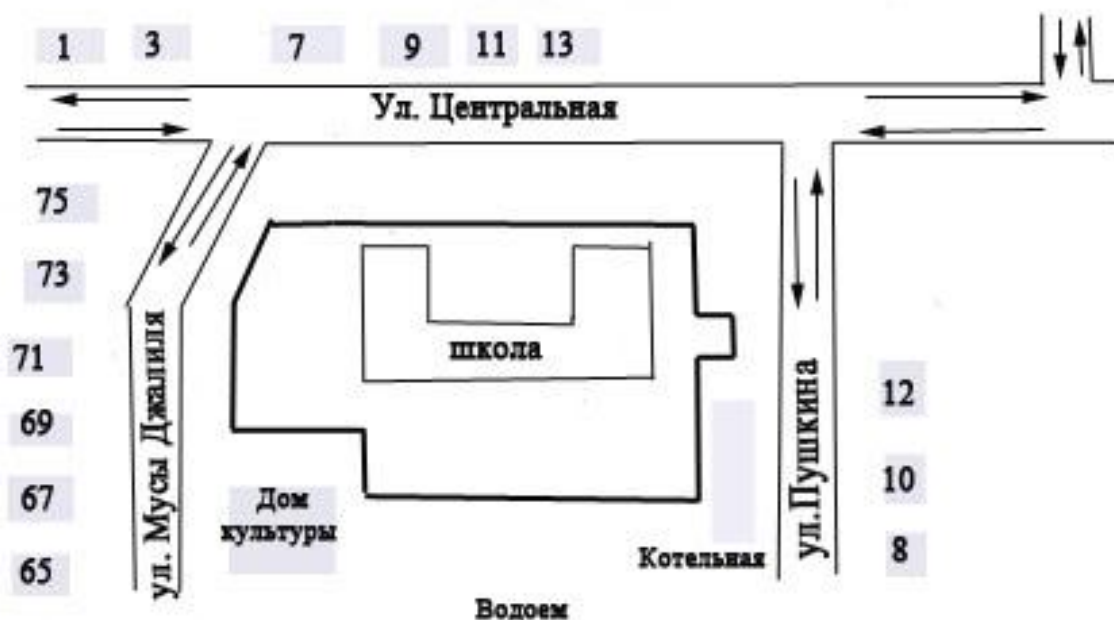 1 3 7 9 11 13
Ул. Центральная
75
73
71
69
67
65
ул. Мусы Джалиля
школа
Дом
культуры
Котельная
ул.Пушкина
12
10
8
Водоем